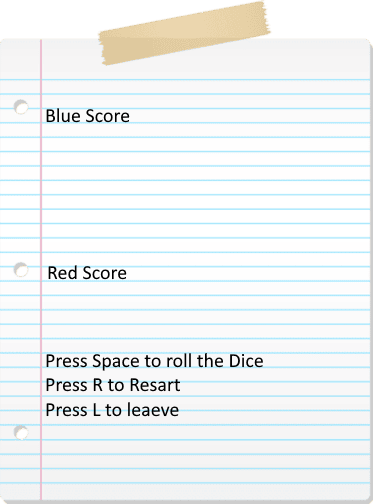 Blue Score
Red Score
Press Space to roll the Dice
Press R to Resart
Press L to leaeve